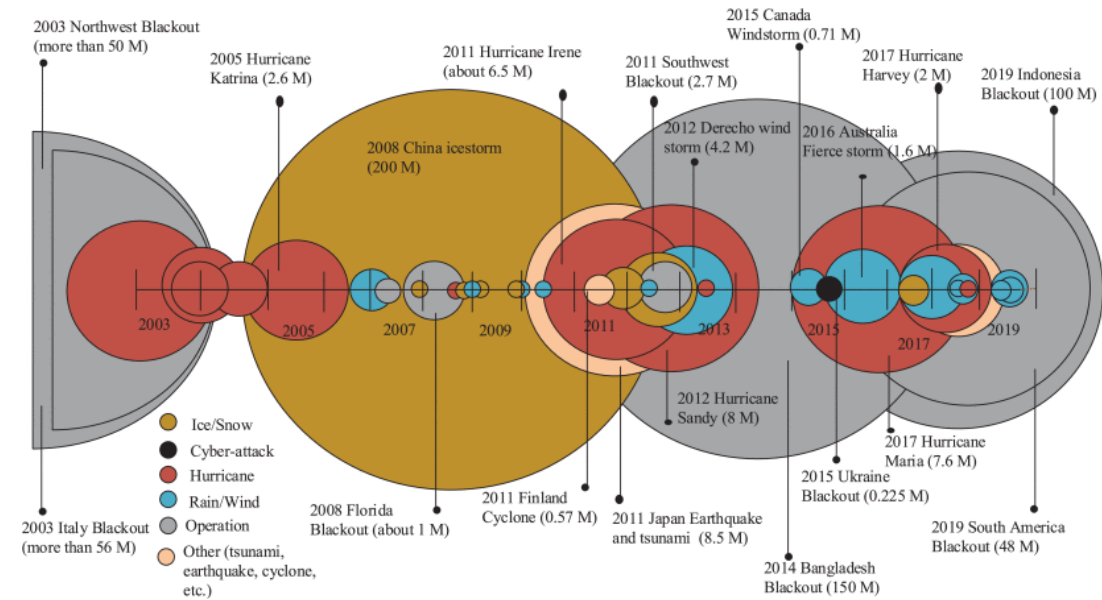 2003 Northwest Blackout
(more than 50 M)
2005 Hurricane
Katrina (2.6 M)
2011 Hurricane Irene
(about 6.5 M)
2011 Southwest
Blackout (2.7 M)
2015 Canada
Windstorm (0.71 M)
2017 Hurricane
Harvey (2 M)
2019 Indonesia
Blackout (100 M)
2008 China icestorm
(200 M)
2012 Derecho wind
storm (4.2 M)
2016 Australia
Fierce storm (1.6 M)
2003
2005
2007
2009
2011
2013
2015
2017
2019
2012 Hurricane
Sandy (8 M)
2017 Hurricane
Maria (7.6 M)
2015 Ukraine
Blackout (0.225 M)
2003 Italy Blackout
(more than 56 M)
Ice/Snow
Cyber-attack
Hurricane
Rain/Wind
Operation
Other (tsunami,
earthquake, cyclone,
etc.)
2008 Florida
Blackout (about 1 M)
2011 Finland
Cyclone (0.57 M)
2011 Japan Earthquake
and tsunami (8.5 M)
2014 Bangladesh
Blackout (150 M)
2019 South America
Blackout (48 M)